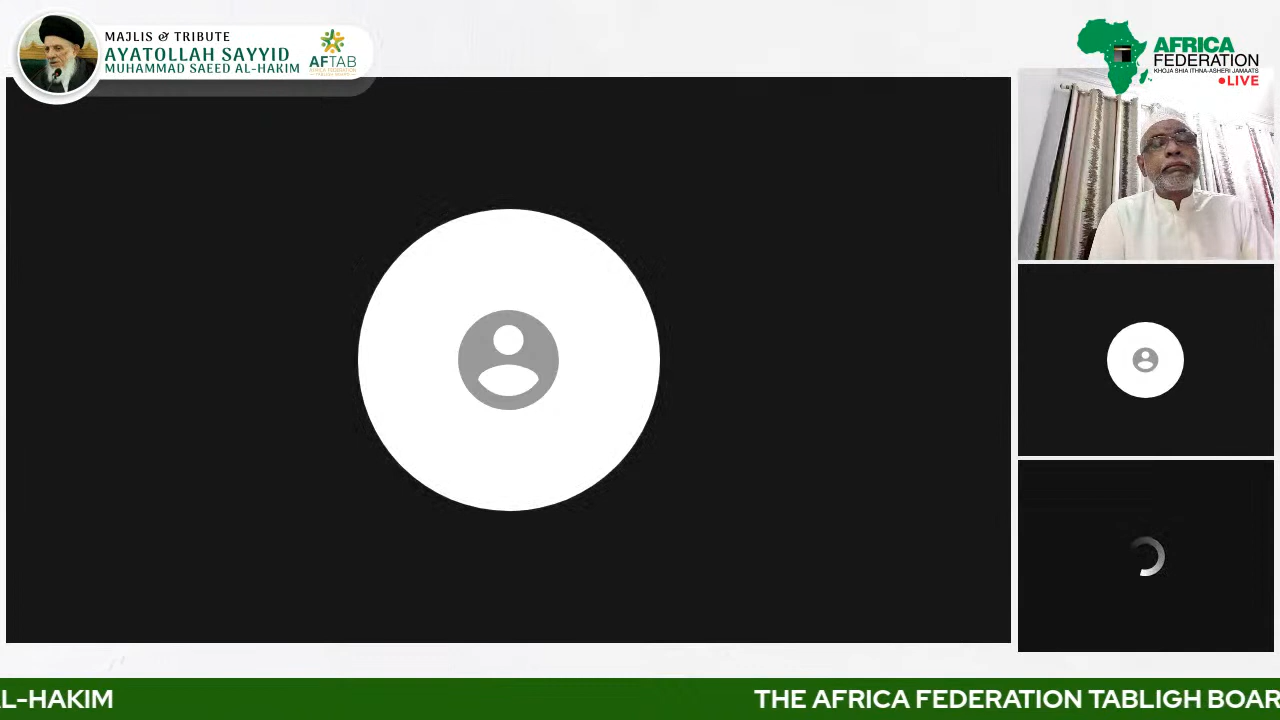 MAJLIS & TRIBUTE
AYATOLLAH SAYYID
MUHAMMAD SAEED AL-HAKIM
AFTAB
AFRICA
FEDERATION
KHOJA SHIA ITHNA-ASHERI JAMAATS
LIVE
L-HAKIM
THE AFRICA FEDERATION TABLIGH BOAR